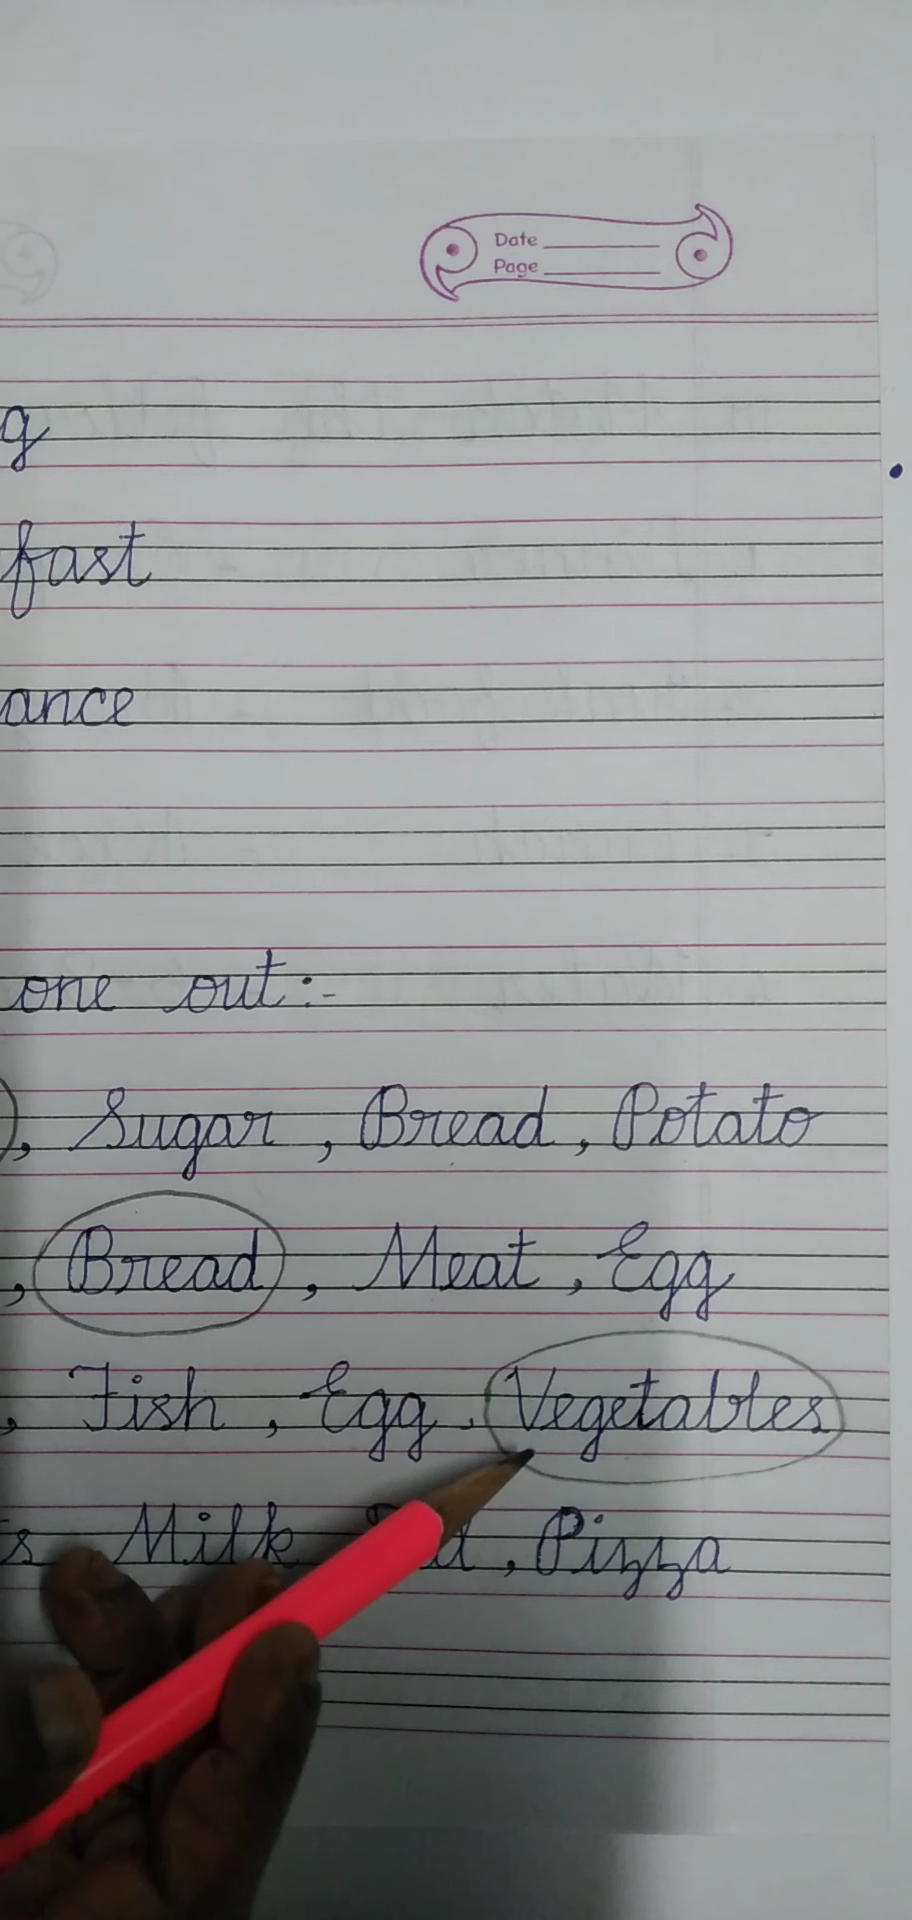 Date
Page
g
fast
ance
one out:-
, Sugar, Bread, Potato
, Bread, Meat, Egg
, Fish, Egg, Vegetables
s Milk , Pizza